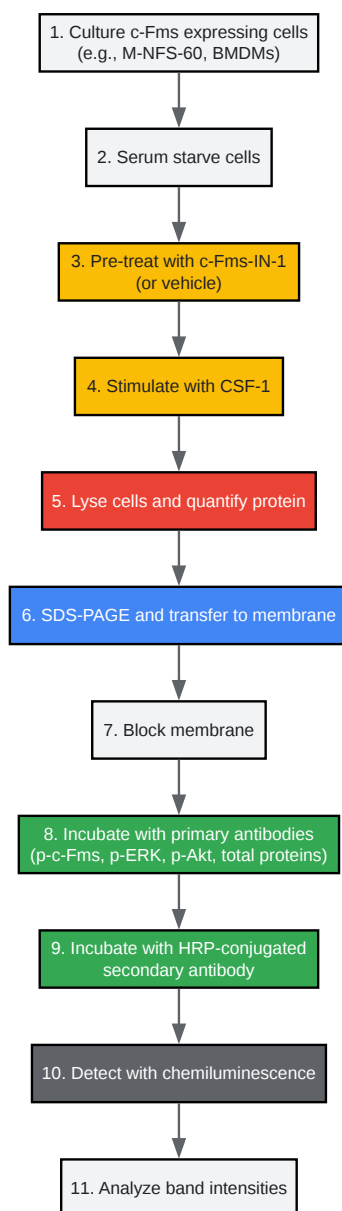 1. Culture c-Fms expressing cells
(e.g., M-NFS-60, BMDMs)
2. Serum starve cells
3. Pre-treat with c-Fms-IN-1
(or vehicle)
4. Stimulate with CSF-1
5. Lyse cells and quantify protein
6. SDS-PAGE and transfer to membrane
7. Block membrane
8. Incubate with primary antibodies
(p-c-Fms, p-ERK, p-Akt, total proteins)
9. Incubate with HRP-conjugated
secondary antibody
10. Detect with chemiluminescence
11. Analyze band intensities